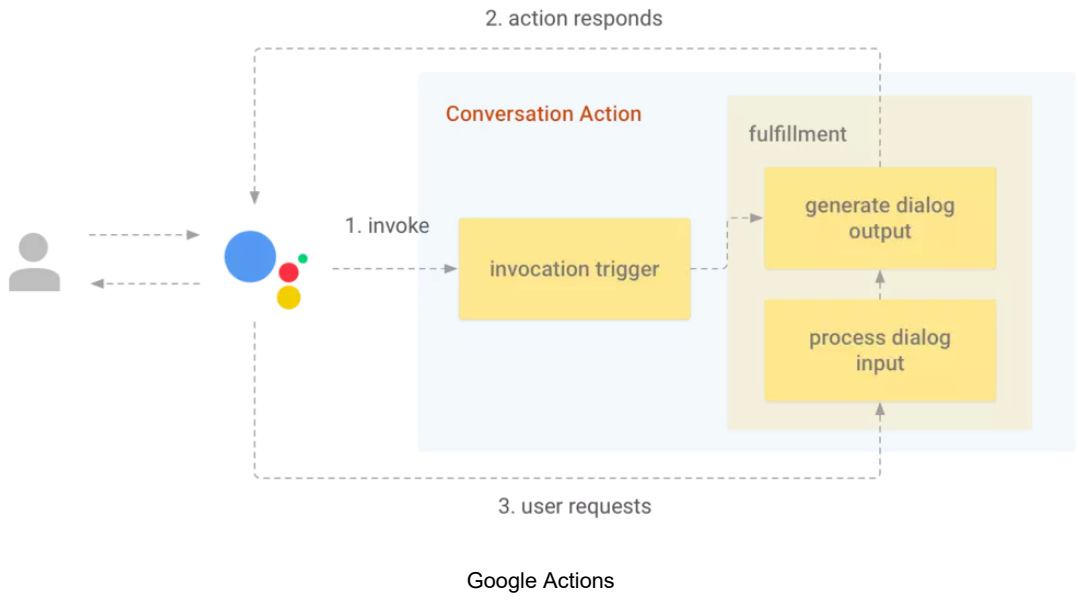 2. action responds
Conversation Action
fulfillment
generate dialog
output
1. invoke
invocation trigger
process dialog
input
3. user requests
Google Actions